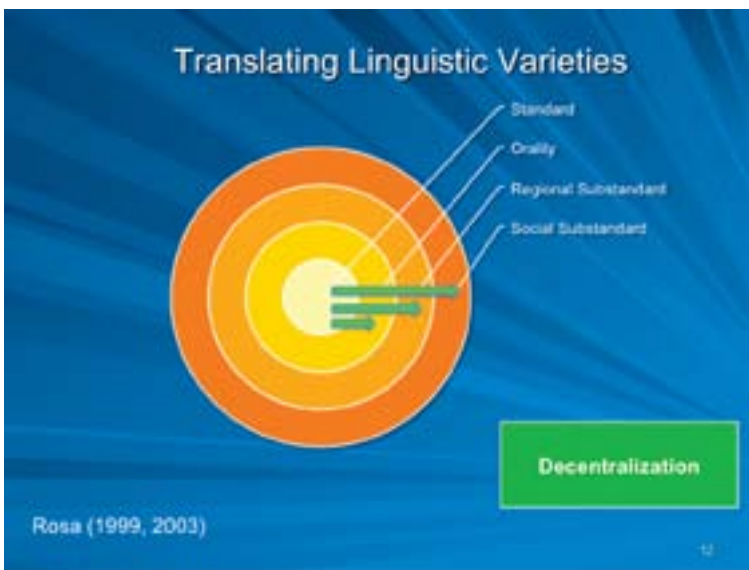 Translating Linguistic Varieties
Standard
Orality
Regional Substandard
Social Substandard
Decentralization
Rosa (1999, 2003)
12